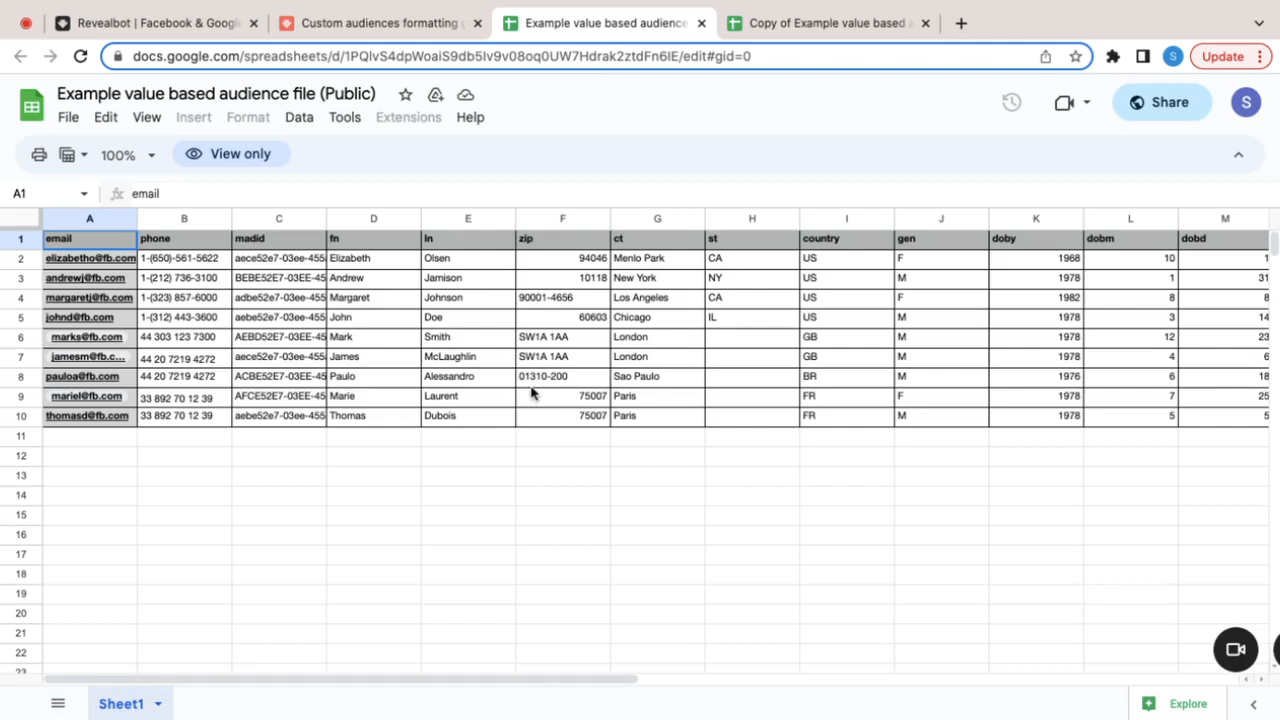 Revealbot | Facebook & Google
Custom audiences formatting
Example value based audience
Copy of Example value based
docs.google.com/spreadsheets/d/1PQlvS4dpWoaiS9db5Iv9v08oq0UW7Hdrak2ztdFn6IE/edit#gid=0
S
Update
Example value based audience file (Public)
File Edit View Insert Format Data Tools Extensions Help
Share
S
100%
View only
A1
fx email
A B C D E F G H I J K L M
1 email phone madid fn ln zip ct st country gen doby dobm dobd
2 elizabetho@fb.com 1-(650)-561-5622 aece52e7-03ee-455 Elizabeth Olsen 94046 Menlo Park CA US F 1968 10 1
3 andrewj@fb.com 1-(212) 736-3100 BEBE52E7-03EE-45 Andrew Jamison 10118 New York NY US M 1978 1 31
4 margaretj@fb.com 1-(323) 857-6000 adbe52e7-03ee-455 Margaret Johnson 90001-4656 Los Angeles CA US F 1982 8 8
5 johnd@fb.com 1-(312) 443-3600 aebe52e7-03ee-455 John Doe 60603 Chicago IL US M 1978 3 14
6 marks@fb.com 44 303 123 7300 AEBD52E7-03EE-45 Mark Smith SW1A 1AA London GB M 1978 12 23
7 jamesm@fb.c... 44 20 7219 4272 aece52e7-03ee-455 James McLaughlin SW1A 1AA London GB M 1978 4 6
8 pauloa@fb.com 44 20 7219 4272 ACBE52E7-03EE-45 Paulo Alessandro 01310-200 Sao Paulo BR M 1976 6 18
9 mariel@fb.com 33 892 70 12 39 AFCE52E7-03EE-45 Marie Laurent 75007 Paris FR F 1978 7 25
10 thomasd@fb.com 33 892 70 12 39 aebe52e7-03ee-455 Thomas Dubois 75007 Paris FR M 1978 5 5
11
12
13
14
15
16
17
18
19
20
21
22
23
Sheet1
Explore